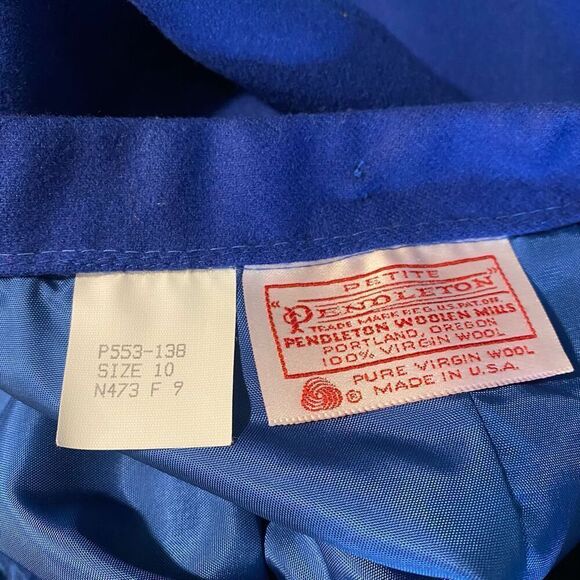 P553-138
SIZE 10
N473 F 9
PETITE
"PENDLETON"
TRADE MARK REG. US PAT. OFF.
PENDLETON WOOLEN MILLS
PORTLAND, OREGON
100% VIRGIN WOOL
PURE VIRGIN WOOL
® MADE IN U.S.A.